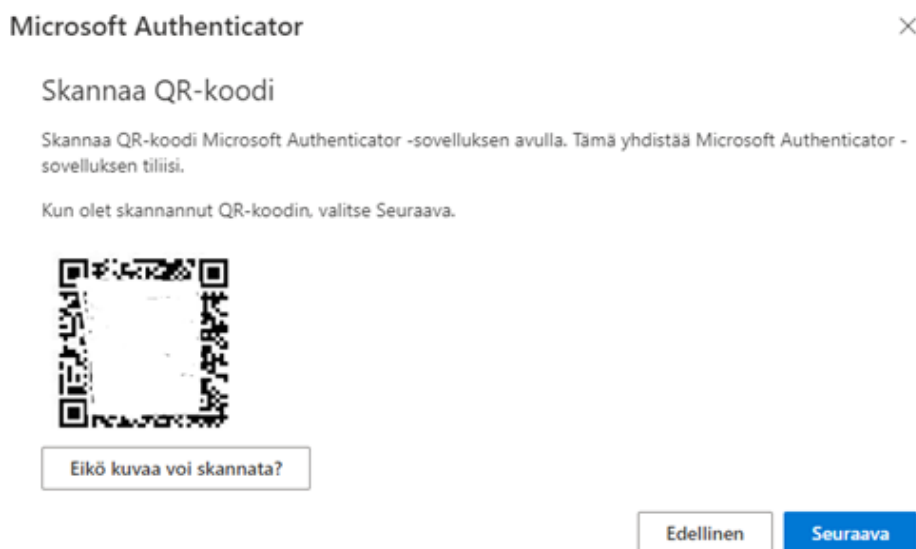 Microsoft Authenticator
Skannaa QR-koodi
Skannaa QR-koodi Microsoft Authenticator -sovelluksen avulla. Tämä yhdistää Microsoft Authenticator -
sovelluksen tiliisi.
Kun olet skannannut QR-koodin, valitse Seuraava.
Eikö kuvaa voi skannata?
Edellinen
Seuraava